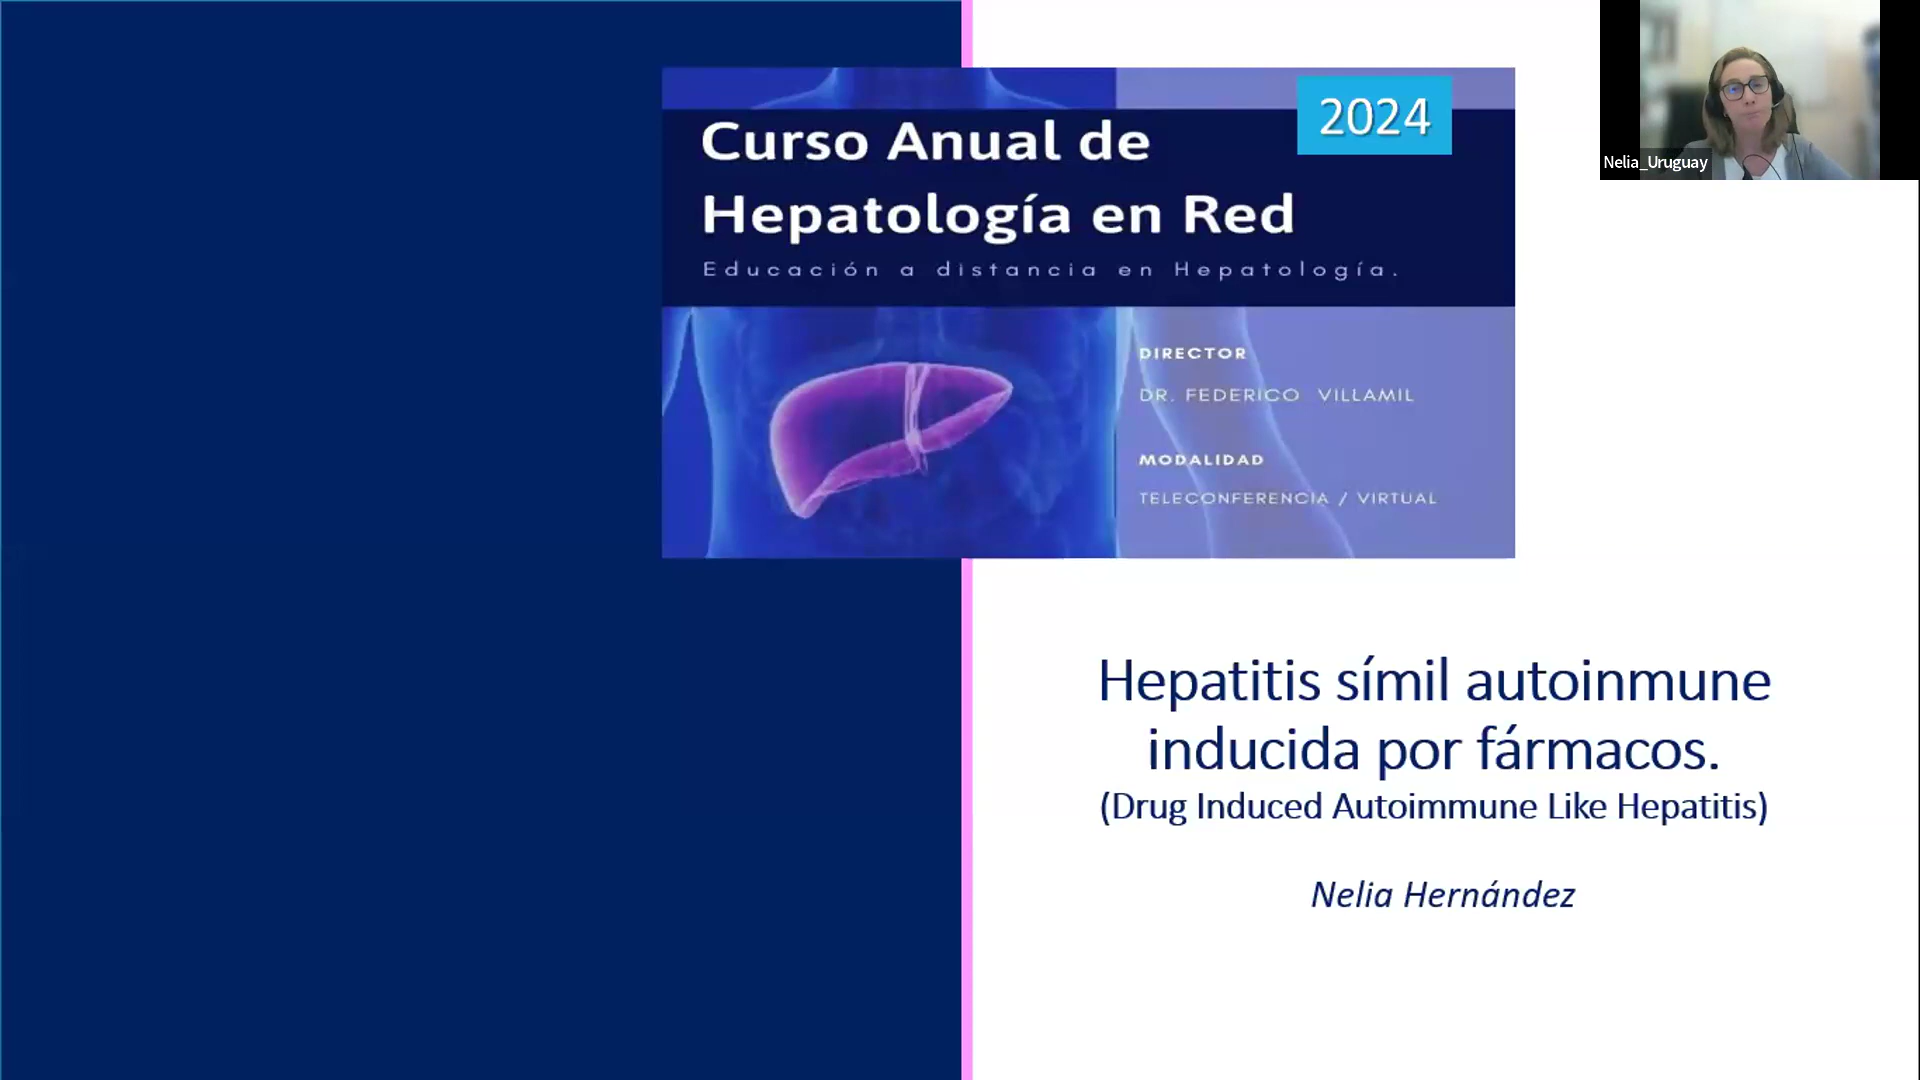 2024
Curso Anual de
Hepatología en Red
Educación a distancia en Hepatología.
DIRECTOR
DR. FEDERICO VILLAMIL
MODALIDAD
TELECONFERENCIA / VIRTUAL
Nelia_Uruguay
Hepatitis símil autoinmune
inducida por fármacos.
(Drug Induced Autoimmune Like Hepatitis)
Nelia Hernández